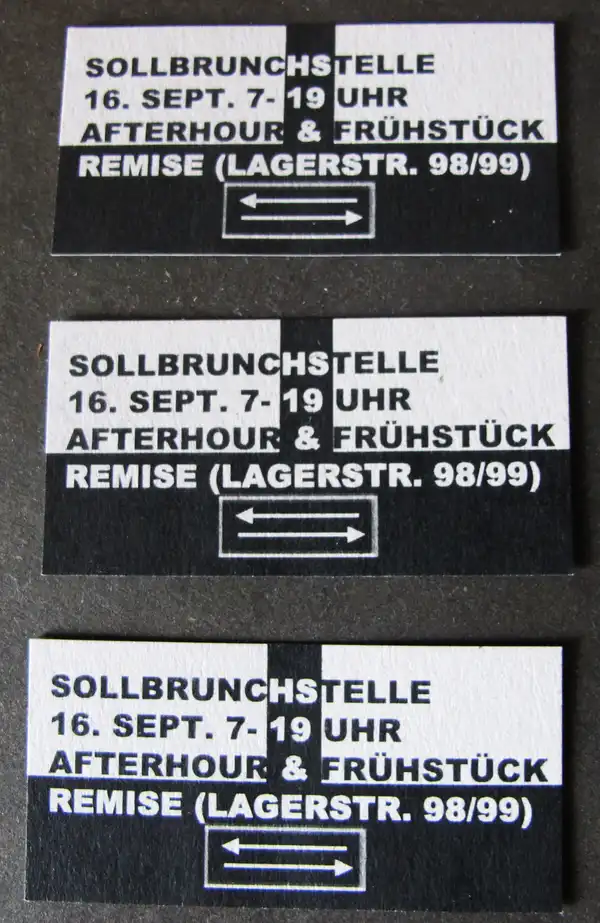 SOLLBRUNCHSTELLE
16. SEPT. 7- 19 UHR
AFTERHOUR & FRÜHSTÜCK
REMISE (LAGERSTR. 98/99)
SOLLBRUNCHSTELLE
16. SEPT. 7- 19 UHR
AFTERHOUR & FRÜHSTÜCK
REMISE (LAGERSTR. 98/99)
SOLLBRUNCHSTELLE
16. SEPT. 7- 19 UHR
AFTERHOUR & FRÜHSTÜCK
REMISE (LAGERSTR. 98/99)